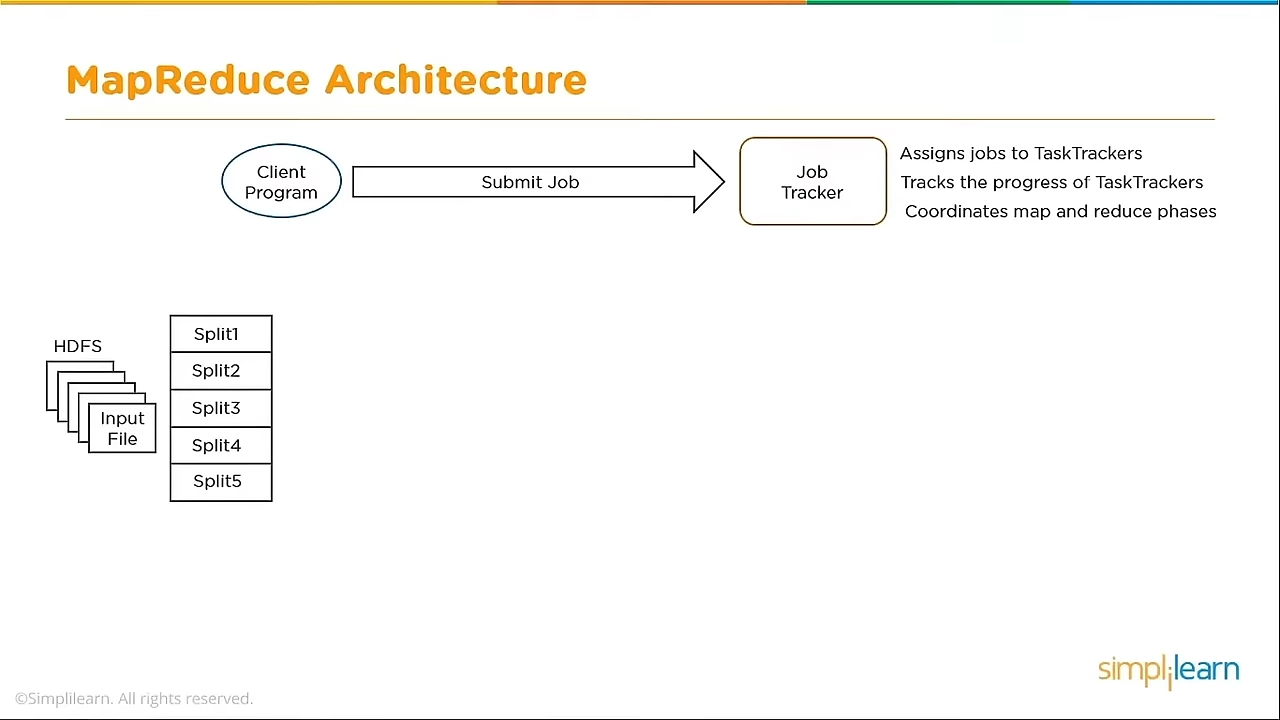 MapReduce Architecture
Client
Program
Submit Job
Job
Tracker
Assigns jobs to TaskTrackers
Tracks the progress of TaskTrackers
Coordinates map and reduce phases
HDFS
Input
File
Split1
Split2
Split3
Split4
Split5
simplilearn
©Simplilearn. All rights reserved.